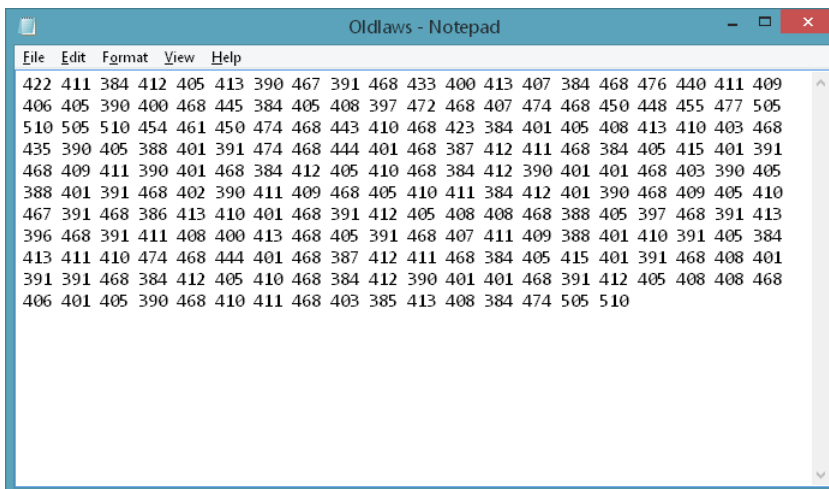 Oldlaws - Notepad
File Edit Format View Help
422 411 384 412 405 413 390 467 391 468 433 400 413 407 384 468 476 440 411 409
406 405 390 400 468 445 384 405 408 397 472 468 407 474 468 450 448 455 477 505
510 505 510 454 461 450 474 468 443 410 468 423 384 401 405 408 413 410 403 468
435 390 405 388 401 391 474 468 444 401 468 387 412 411 468 384 405 415 401 391
468 409 411 390 401 468 384 412 405 410 468 384 412 390 401 401 468 403 390 405
388 401 391 468 402 390 411 409 468 405 410 411 384 412 401 390 468 409 405 410
467 391 468 386 413 410 401 468 391 412 405 408 408 468 388 405 397 468 391 413
396 468 391 411 408 400 413 468 405 391 468 407 411 409 388 401 410 391 405 384
413 411 410 474 468 444 401 468 387 412 411 468 384 405 415 401 391 468 408 401
391 391 468 384 412 405 410 468 384 412 390 401 401 468 391 412 405 408 408 468
406 401 405 390 468 410 411 468 403 385 413 408 384 474 505 510